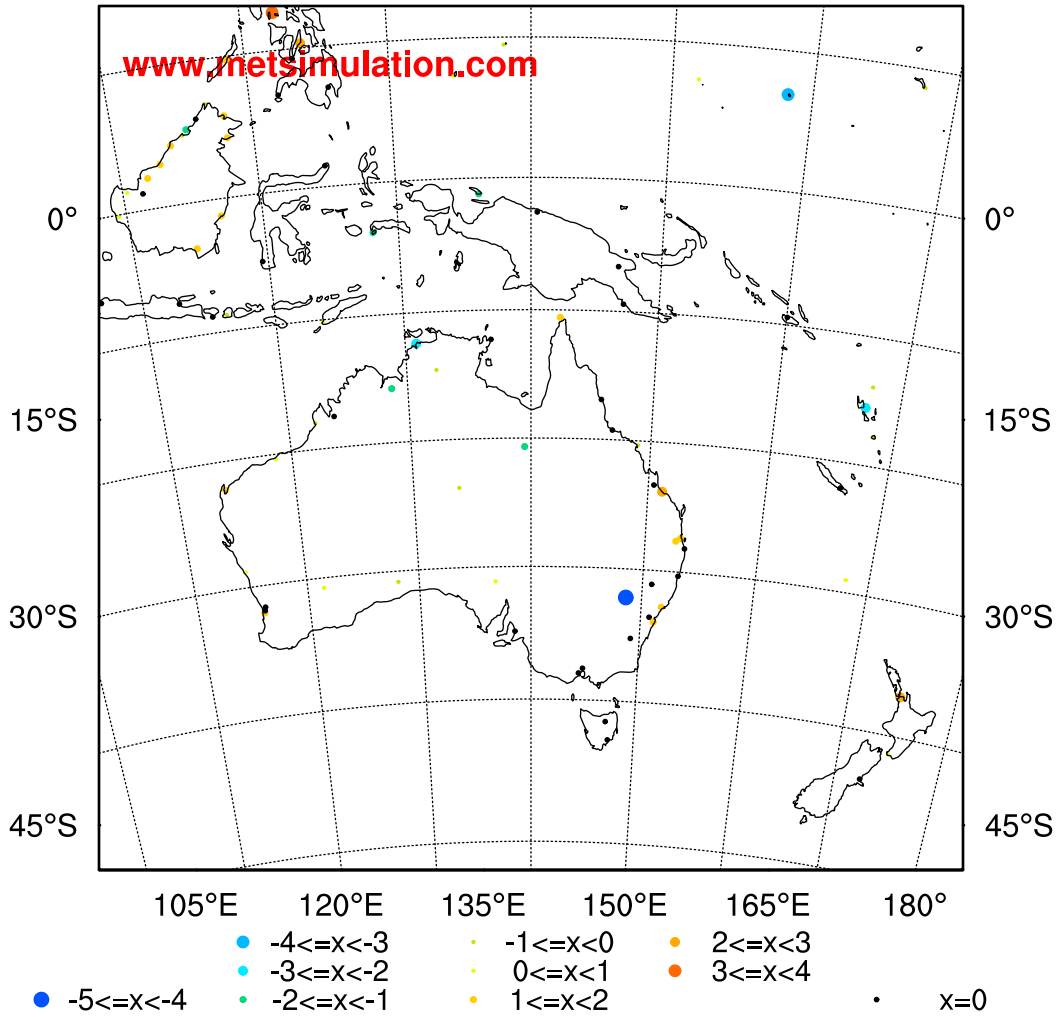 www.metsimulation.com
0° 0°
15°S 15°S
30°S 30°S
45°S 45°S
105°E 120°E 135°E 150°E 165°E 180°
-4<=x<-3 -1<=x<0 2<=x<3
-3<=x<-2 0<=x<1 3<=x<4
-5<=x<-4 -2<=x<-1 1<=x<2 x=0